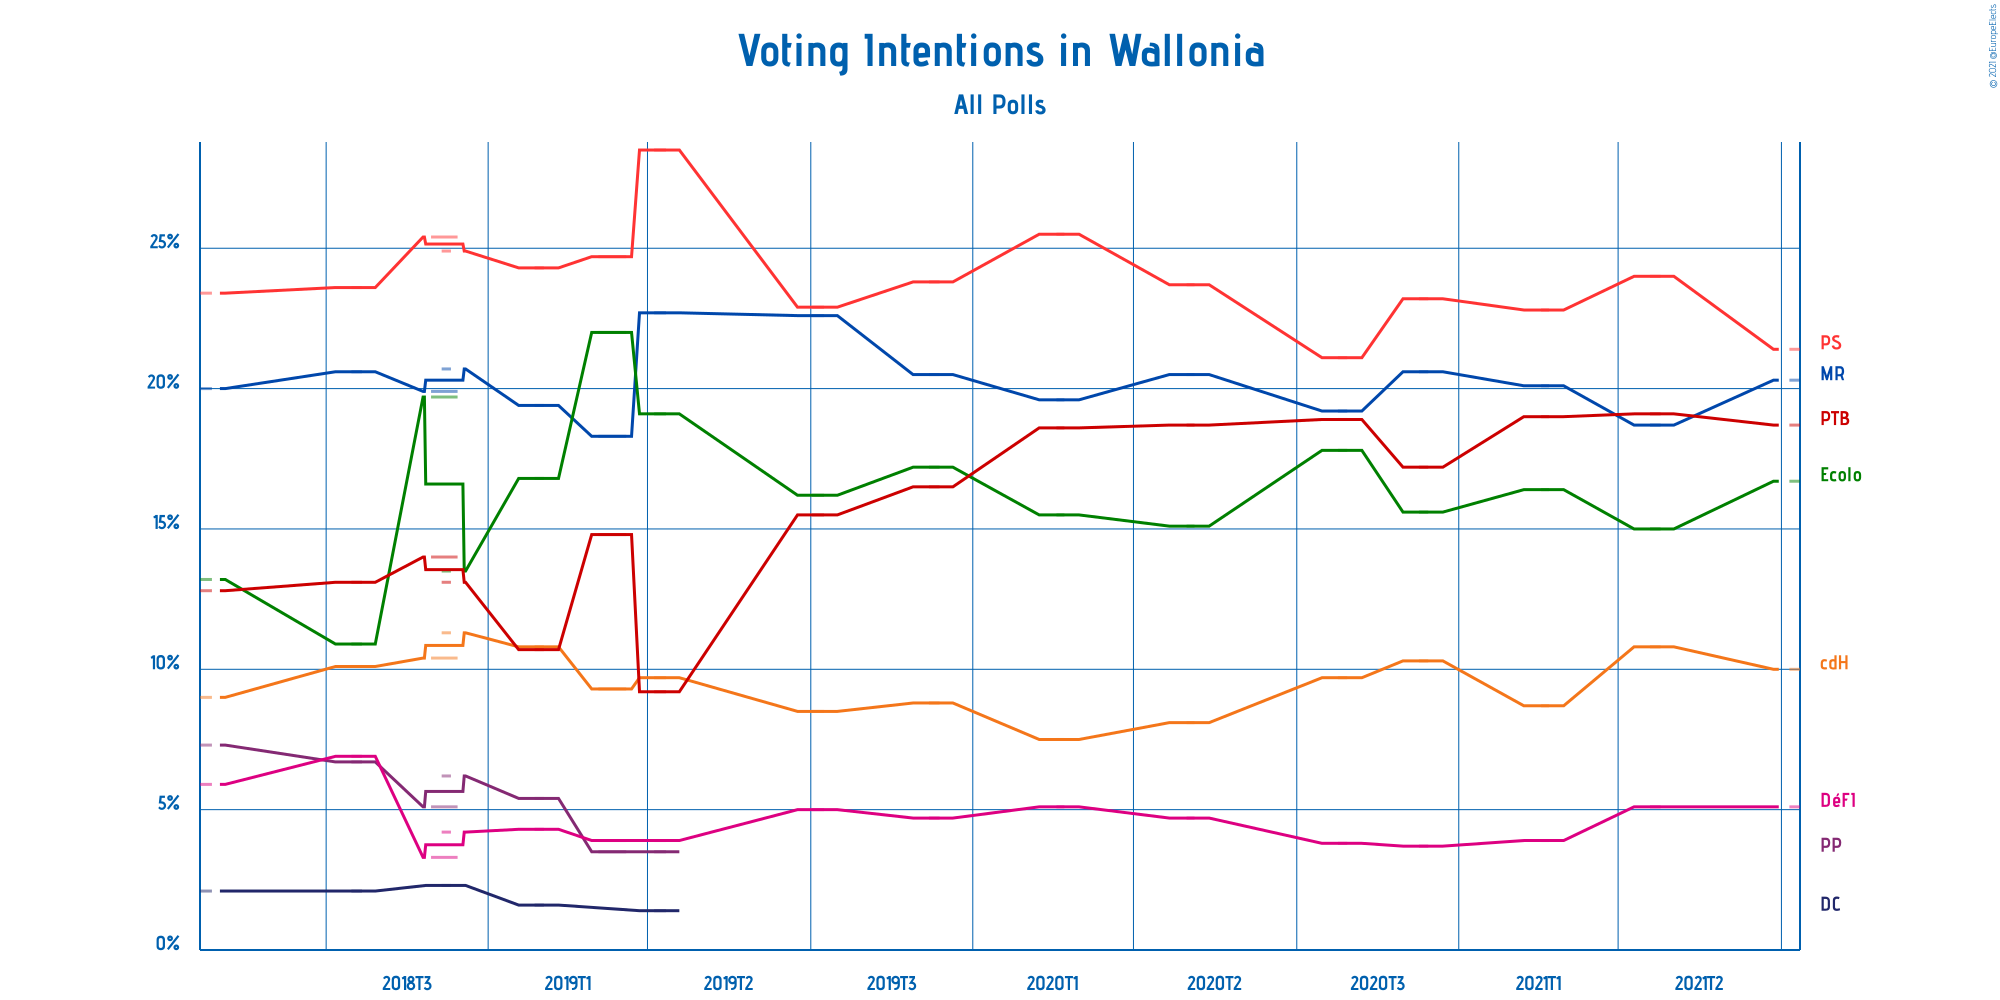 Voting Intentions in Wallonia
All Polls
© 2021 @EuropeElects
25%
20%
15%
10%
5%
0%
PS
MR
PTB
Ecolo
cdH
DéFI
PP
DC
2018T3 2019T1 2019T2 2019T3 2020T1 2020T2 2020T3 2021T1 2021T2